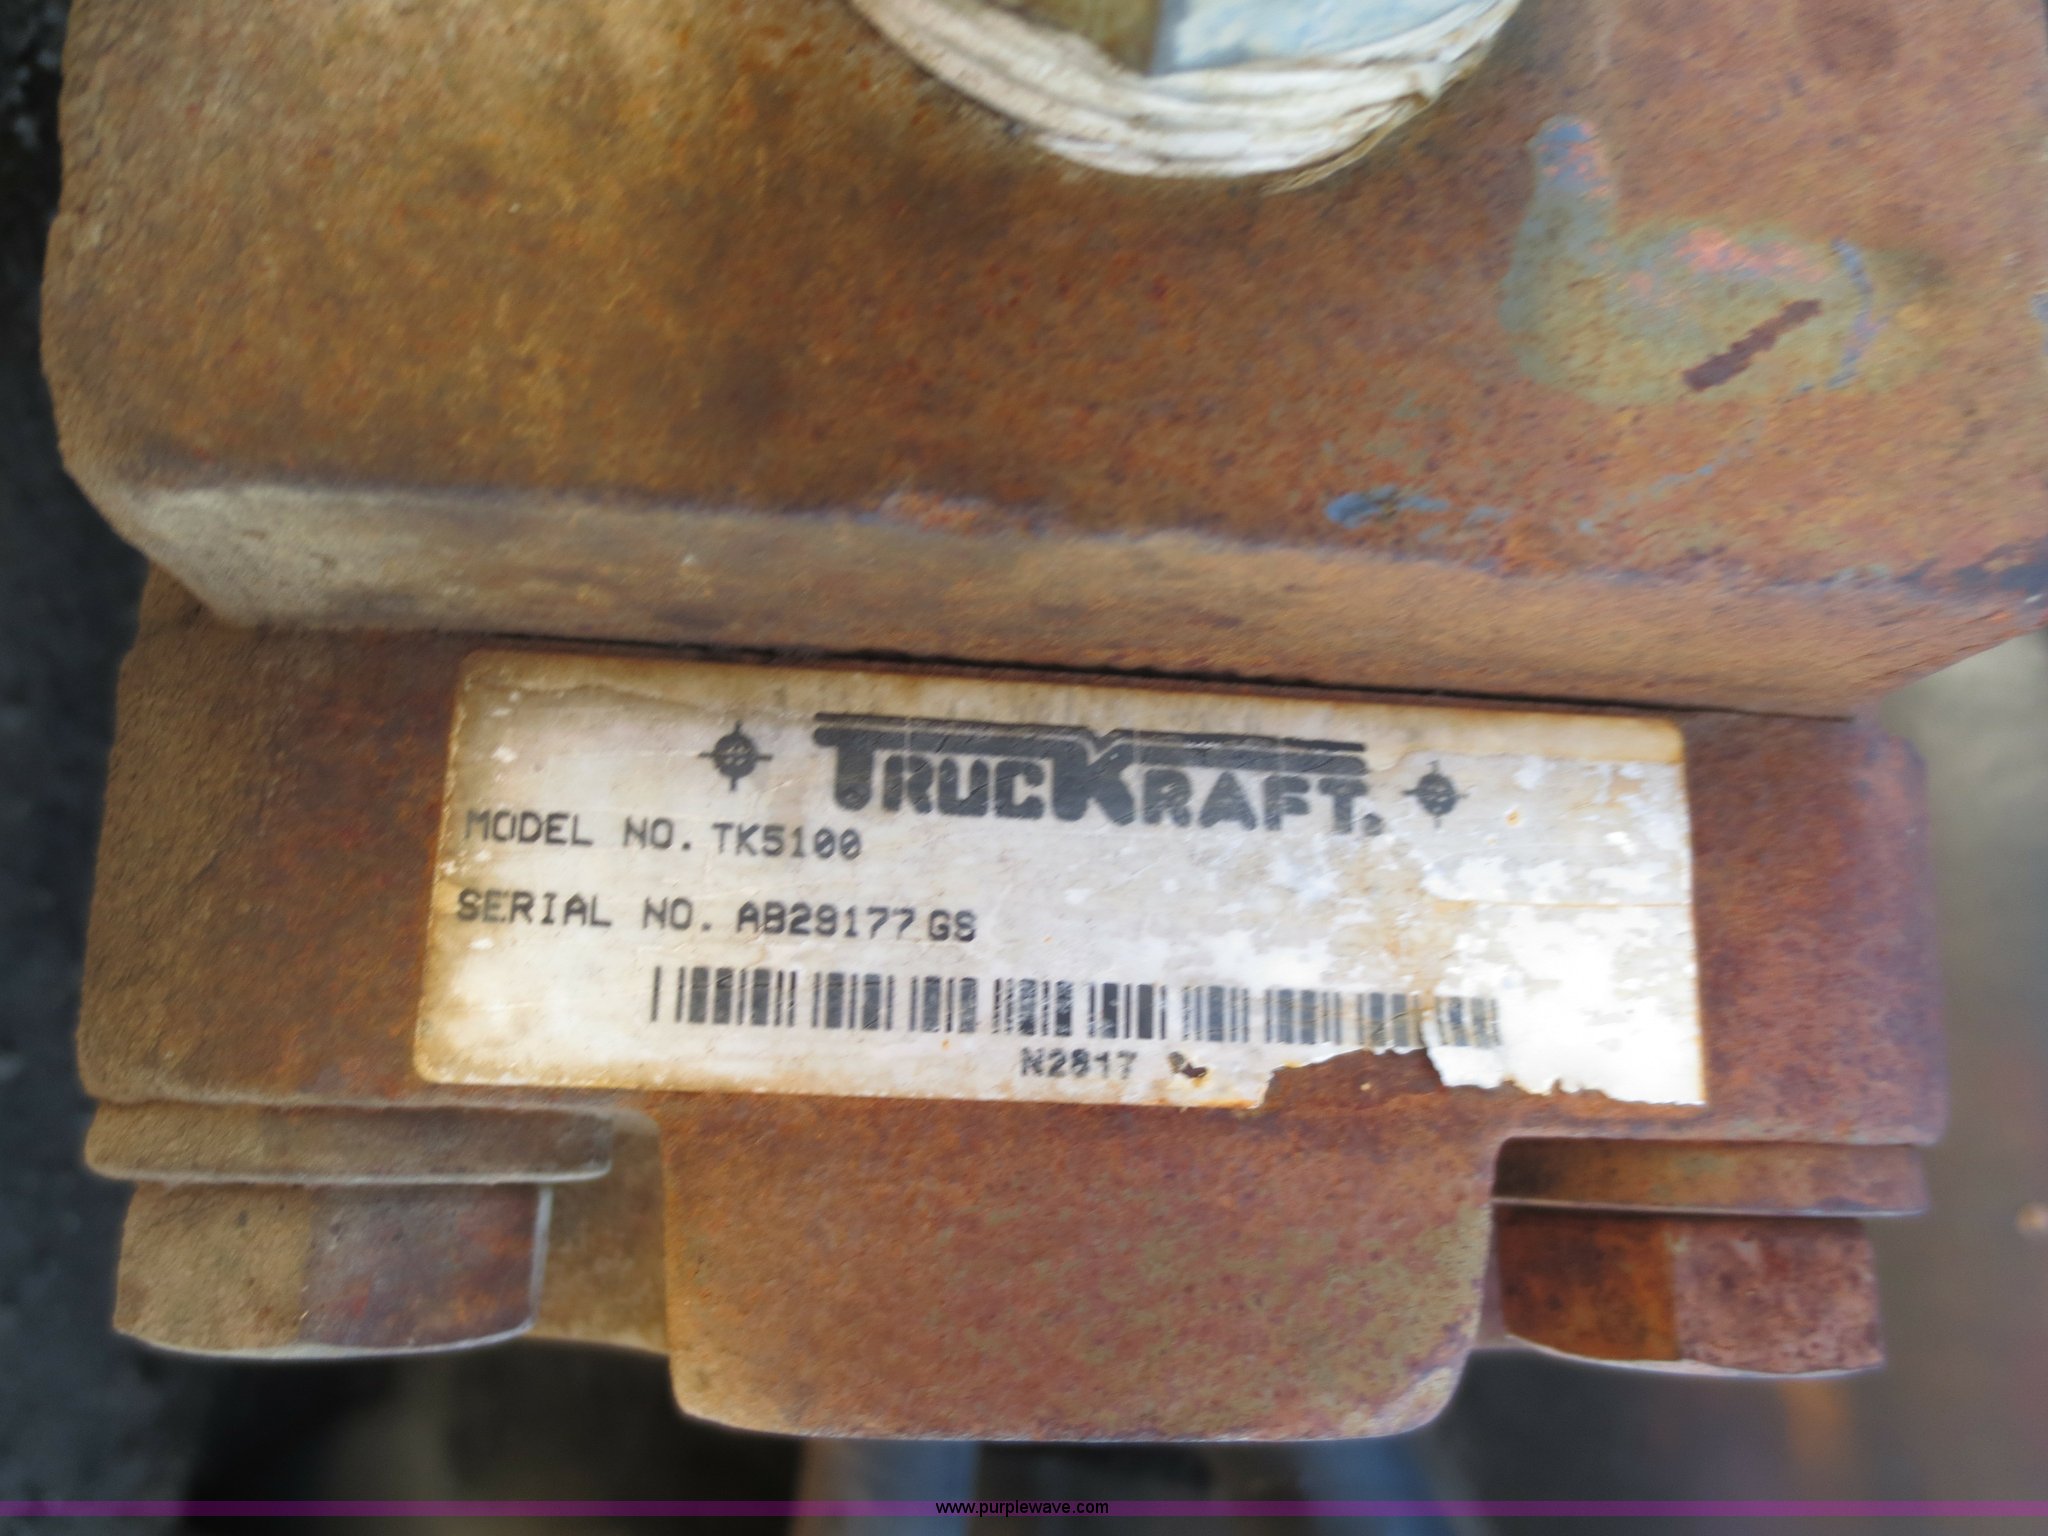 TRUCKRAFT.
MODEL NO. TK5100
SERIAL NO. AB29177 GS
N2817
www.purplewave.com